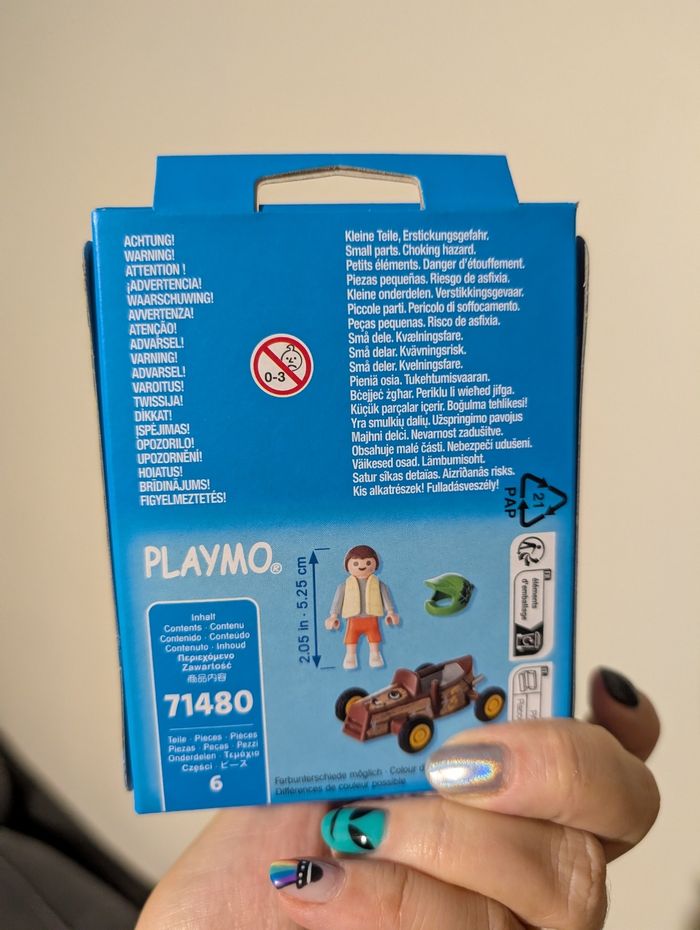 ACHTUNG!
WARNING!
ATTENTION !
¡ADVERTENCIA!
WAARSCHUWING!
AVVERTENZA!
ATENÇÃO!
ADVARSEL!
VARNING!
ADVARSEL!
VAROITUS!
TWISSIJA!
DİKKAT!
ĮSPĖJIMAS!
OPOZORILO!
UPOZORNĚNÍ!
HOIATUS!
BRĪDINĀJUMS!
FIGYELMEZTETÉS!
0-3
Kleine Teile, Erstickungsgefahr.
Small parts. Choking hazard.
Petits éléments. Danger d'étouffement.
Piezas pequeñas. Riesgo de asfixia.
Kleine onderdelen. Verstikkingsgevaar.
Piccole parti. Pericolo di soffocamento.
Peças pequenas. Risco de asfixia.
Små dele. Kvælningsfare.
Små delar. Kvävningsrisk.
Små deler. Kvelningsfare.
Pieniä osia. Tukehtumisvaaran.
Bċejjeċ żgħar. Periklu li wieħed jifga.
Küçük parçalar içerir. Boğulma tehlikesi!
Yra smulkių dalių. Užspringimo pavojus
Majhni delci. Nevarnost zadušitve.
Obsahuje malé části. Nebezpečí udušení.
Väikesed osad. Lämbumisoht.
Satur sīkas detaļas. Aizrīšanās risks.
Kis alkatrészek! Fulladásveszély!
21
PAP
éléments
d'emballage
PLAYMO®
2.05 in · 5.25 cm
Inhalt
Contents · Contenu
Contenido · Conteúdo
Contenuto · Inhoud
Περιεχόμενο
Zawartość
商品内容
71480
Teile · Pieces · Pièces
Piezas · Peças · Pezzi
Onderdelen · Τεμάχια
Części · ピース
6
Farbunterschiede möglich · Colour
Différences de couleur possible